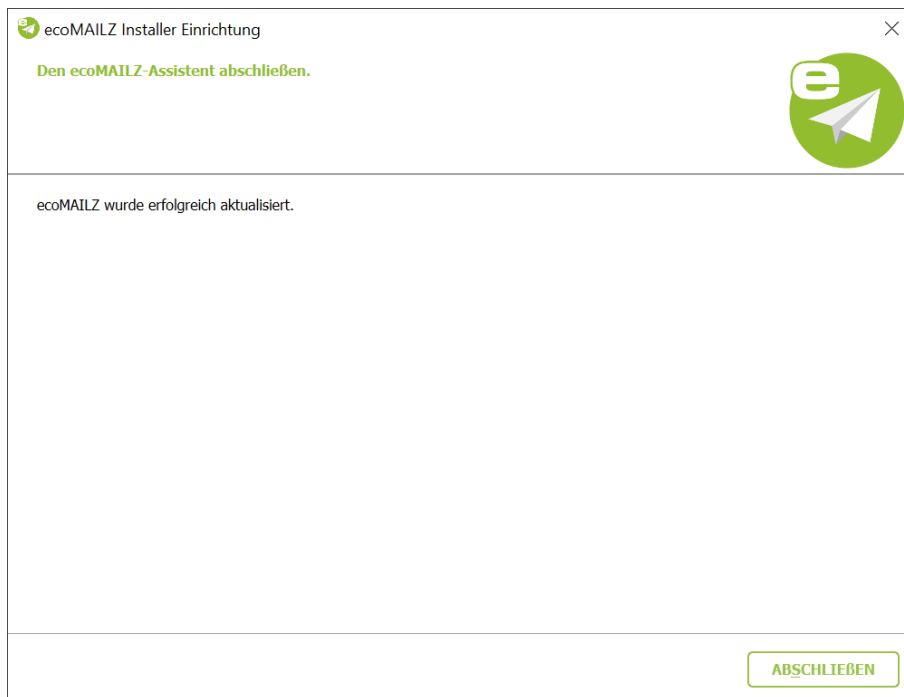 e
ecoMAILZ Installer Einrichtung
Den ecoMAILZ-Assistent abschließen.
e
ecoMAILZ wurde erfolgreich aktualisiert.
ABSCHLIEßEN